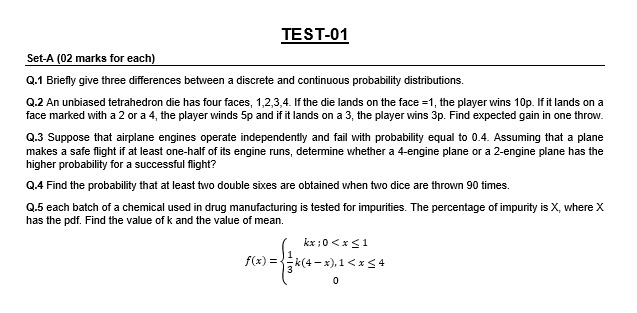 TEST-01
Set-A (02 marks for each)
Q.1 Briefly give three differences between a discrete and continuous probability distributions.
Q.2 An unbiased tetrahedron die has four faces, 1,2,3,4. If the die lands on the face =1, the player wins 10p. If it lands on a
face marked with a 2 or a 4, the player winds 5p and if it lands on a 3, the player wins 3p. Find expected gain in one throw.
Q.3 Suppose that airplane engines operate independently and fail with probability equal to 0.4. Assuming that a plane
makes a safe flight if at least one-half of its engine runs, determine whether a 4-engine plane or a 2-engine plane has the
higher probability for a successful flight?
Q.4 Find the probability that at least two double sixes are obtained when two dice are thrown 90 times.
Q.5 each batch of a chemical used in drug manufacturing is tested for impurities. The percentage of impurity is X, where X
has the pdf. Find the value of k and the value of mean.
kx ; 0 < x ≤ 1
f(x) = { 1/3 k(4 − x), 1 < x ≤ 4
0